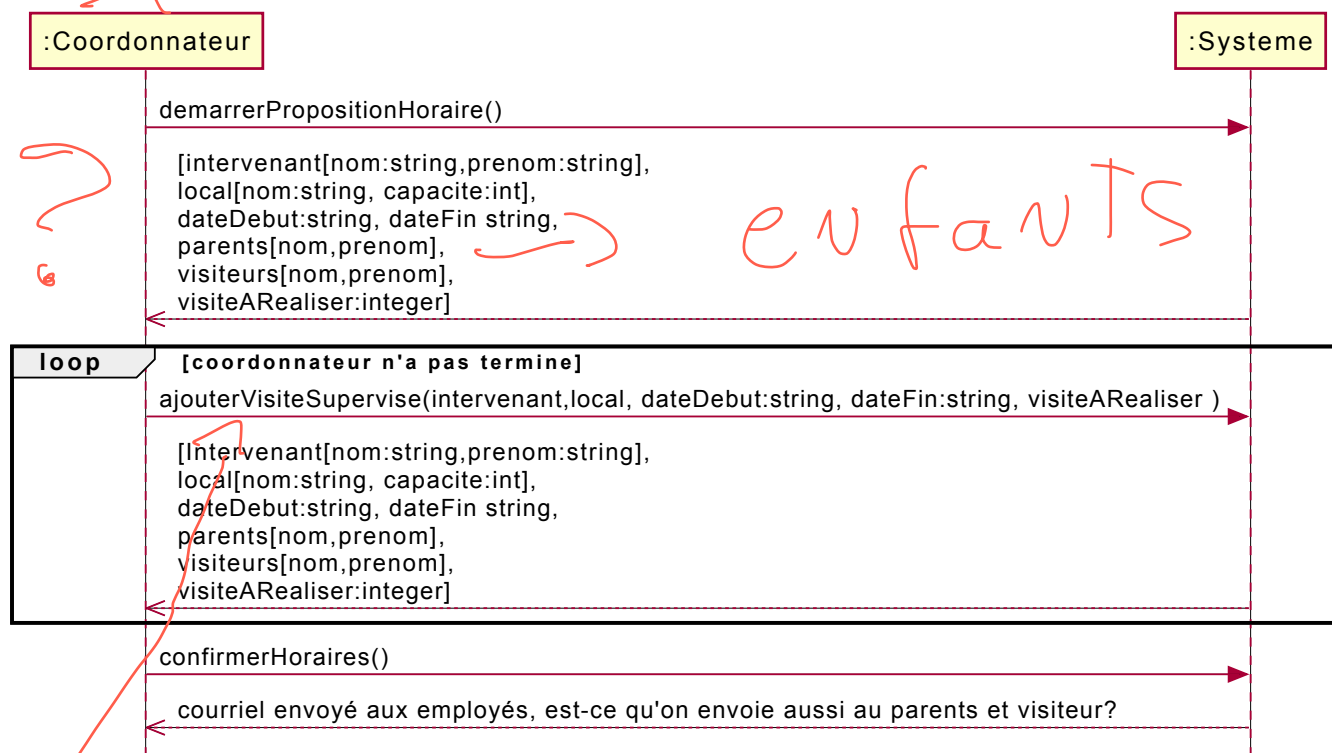 :Coordonnateur
:Systeme
demarrerPropositionHoraire()
?
[intervenant[nom:string,prenom:string],
local[nom:string, capacite:int],
dateDebut:string, dateFin string,
parents[nom,prenom],
enfants
visiteurs[nom,prenom],
visiteARealiser:integer]
loop
[coordonnateur n'a pas termine]
ajouterVisiteSupervise(intervenant,local, dateDebut:string, dateFin:string, visiteARealiser )
[Intervenant[nom:string,prenom:string],
local[nom:string, capacite:int],
dateDebut:string, dateFin string,
parents[nom,prenom],
visiteurs[nom,prenom],
visiteARealiser:integer]
confirmerHoraires()
courriel envoyé aux employés, est-ce qu'on envoie aussi au parents et visiteur?